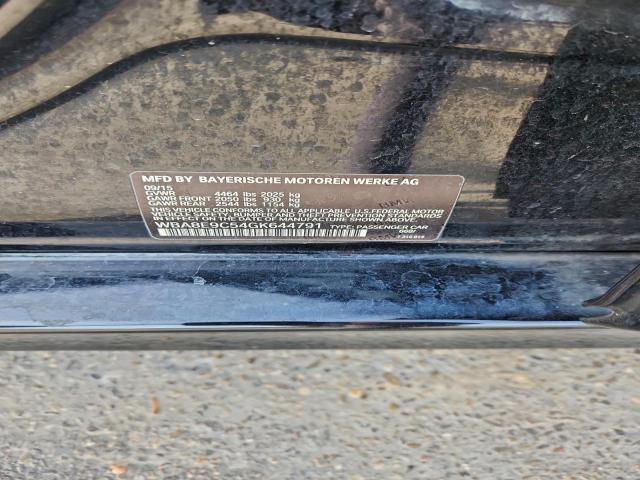 MFD BY BAYERISCHE MOTOREN WERKE AG
09/15
GVWR 4464 lbs 2025 kg
GAWR FRONT 2050 lbs 930 kg
GAWR REAR 2544 lbs 1154 kg
THIS VEHICLE CONFORMS TO ALL APPLICABLE U.S.FEDERAL MOTOR
VEHICLE SAFETY, BUMPER AND THEFT PREVENTION STANDARDS
IN EFFECT ON THE DATE OF MANUFACTURE SHOWN ABOVE.
WBA8E9C54GK644791 TYPE: PASSENGER CAR